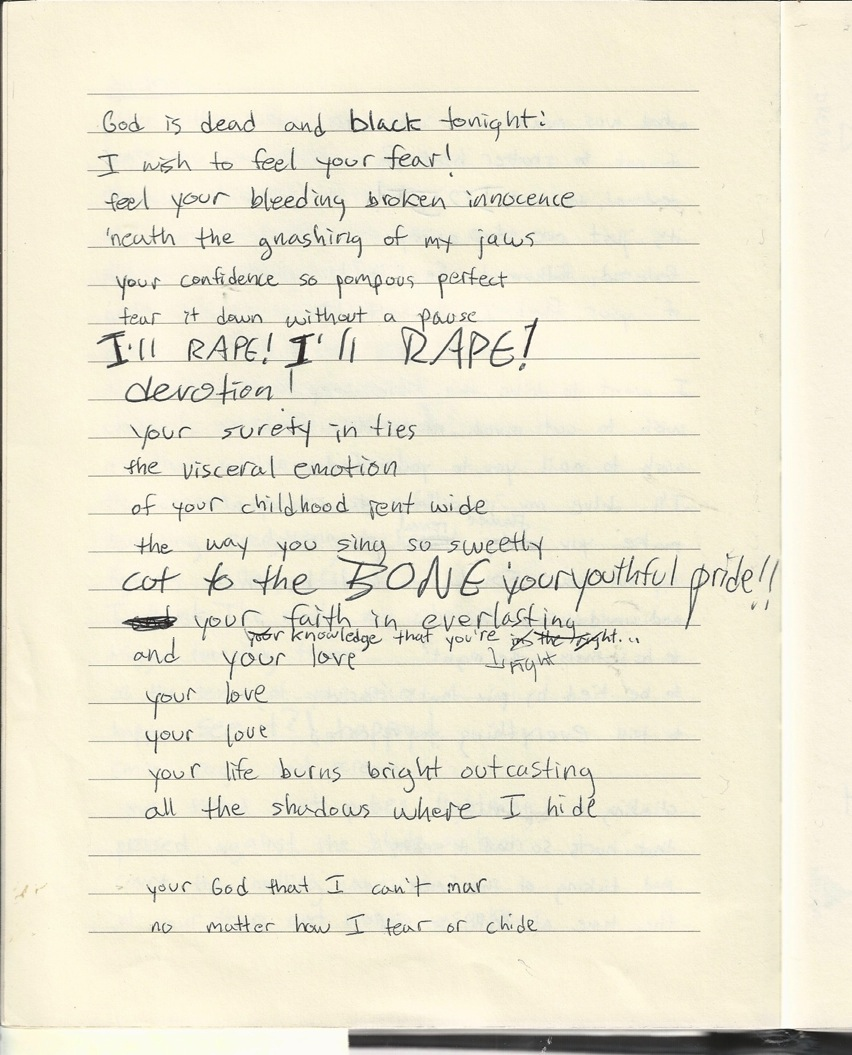 God is dead and black tonight:
I wish to feel your fear!
feel your bleeding broken innocence
'neath the gnashing of my jaws
your confidence so pompous perfect
tear it down without a pause
I'll RAPE! I'll RAPE!
devotion!
your surety in ties
the visceral emotion
of your childhood rent wide
the way you sing so sweetly
cut to the BONE your youthful pride!!
your faith in everlasting
your knowledge that you're in the right...
right
and your love
your love
your love
your life burns bright outcasting
all the shadows where I hide
your God that I can't mar
no matter how I tear or chide